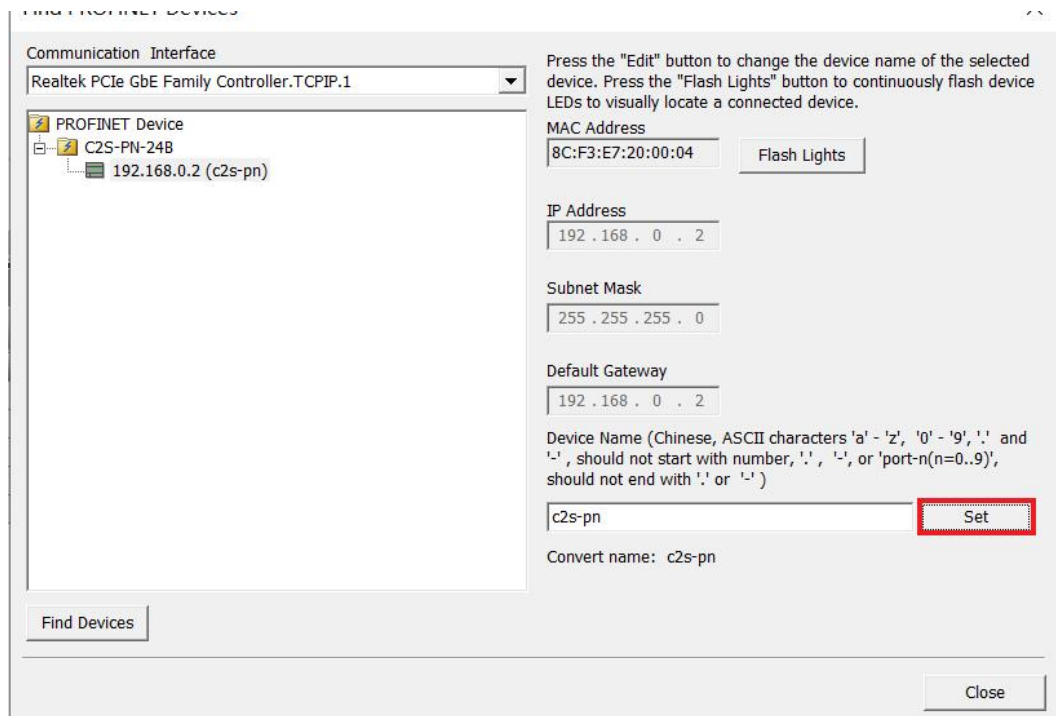 Find PROFINET Devices
Communication Interface
Realtek PCIe GbE Family Controller.TCPIP.1
PROFINET Device
C2S-PN-24B
192.168.0.2 (c2s-pn)
Find Devices
Press the "Edit" button to change the device name of the selected
device. Press the "Flash Lights" button to continuously flash device
LEDs to visually locate a connected device.
MAC Address
8C:F3:E7:20:00:04
Flash Lights
IP Address
192 . 168 . 0 . 2
Subnet Mask
255 . 255 . 255 . 0
Default Gateway
192 . 168 . 0 . 2
Device Name (Chinese, ASCII characters 'a' - 'z', '0' - '9', '.' and
'-' , should not start with number, '.' , '-', or 'port-n(n=0..9)',
should not end with '.' or '-' )
c2s-pn
Set
Convert name: c2s-pn
Close